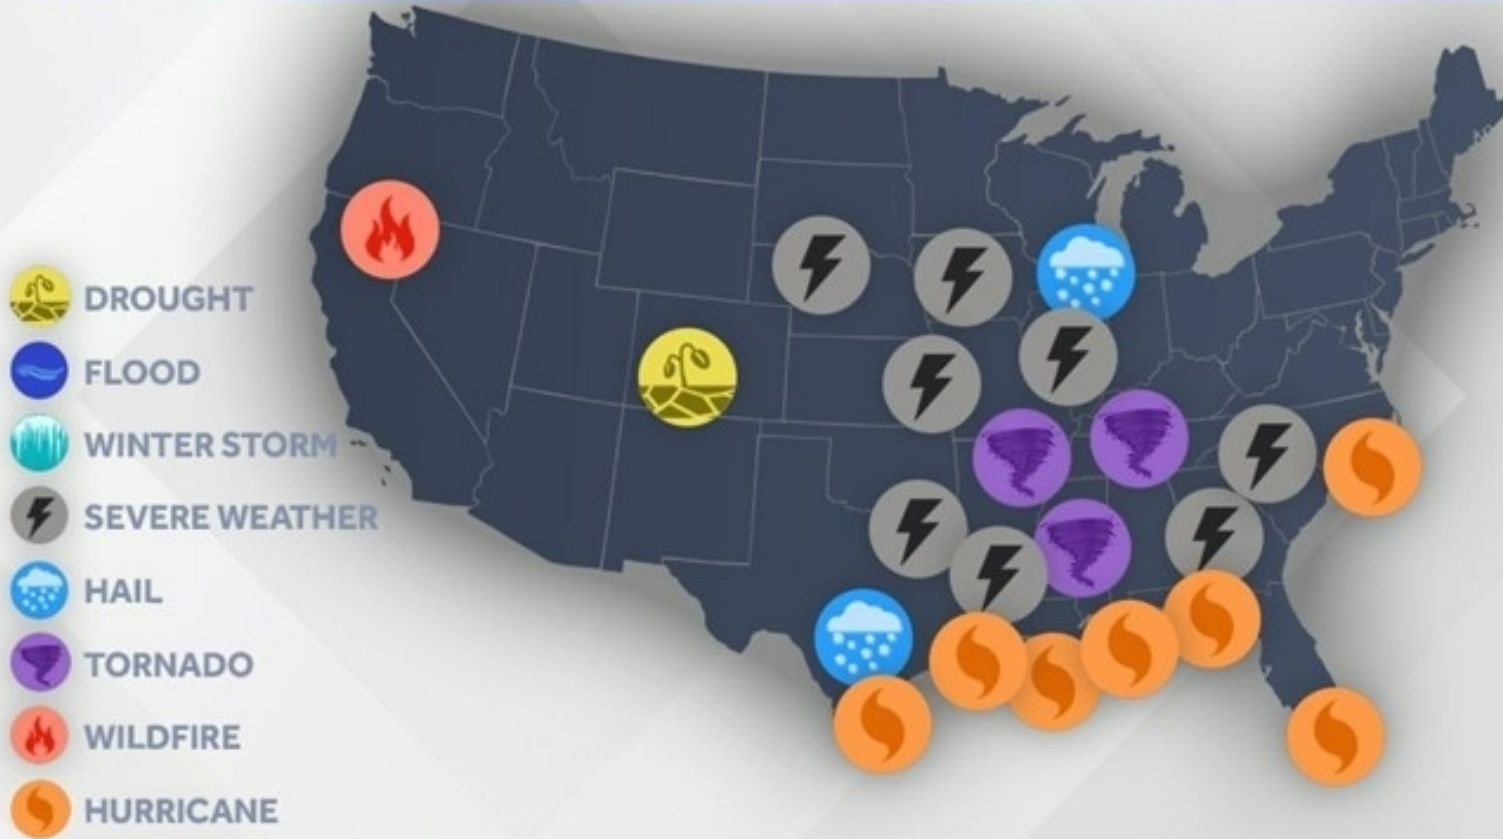 DROUGHT
FLOOD
WINTER STORM
SEVERE WEATHER
HAIL
TORNADO
WILDFIRE
HURRICANE